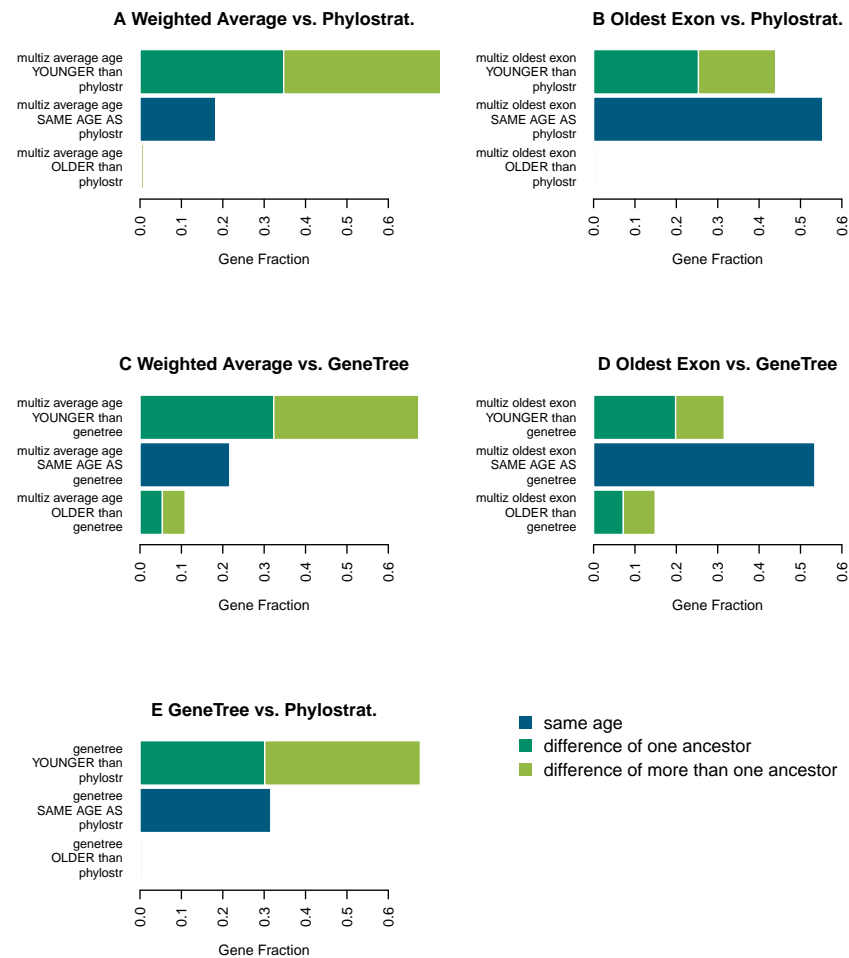 A Weighted Average vs. Phylostrat.
multiz average age
YOUNGER than
phylostr
multiz average age
SAME AGE AS
phylostr
multiz average age
OLDER than
phylostr
0.0
0.1
0.2
0.3
0.4
0.5
0.6
Gene Fraction
B Oldest Exon vs. Phylostrat.
multiz oldest exon
YOUNGER than
phylostr
multiz oldest exon
SAME AGE AS
phylostr
multiz oldest exon
OLDER than
phylostr
0.0
0.1
0.2
0.3
0.4
0.5
0.6
Gene Fraction
C Weighted Average vs. GeneTree
multiz average age
YOUNGER than
genetree
multiz average age
SAME AGE AS
genetree
multiz average age
OLDER than
genetree
0.0
0.1
0.2
0.3
0.4
0.5
0.6
Gene Fraction
D Oldest Exon vs. GeneTree
multiz oldest exon
YOUNGER than
genetree
multiz oldest exon
SAME AGE AS
genetree
multiz oldest exon
OLDER than
genetree
0.0
0.1
0.2
0.3
0.4
0.5
0.6
Gene Fraction
E GeneTree vs. Phylostrat.
genetree
YOUNGER than
phylostr
genetree
SAME AGE AS
phylostr
genetree
OLDER than
phylostr
0.0
0.1
0.2
0.3
0.4
0.5
0.6
Gene Fraction
same age
difference of one ancestor
difference of more than one ancestor